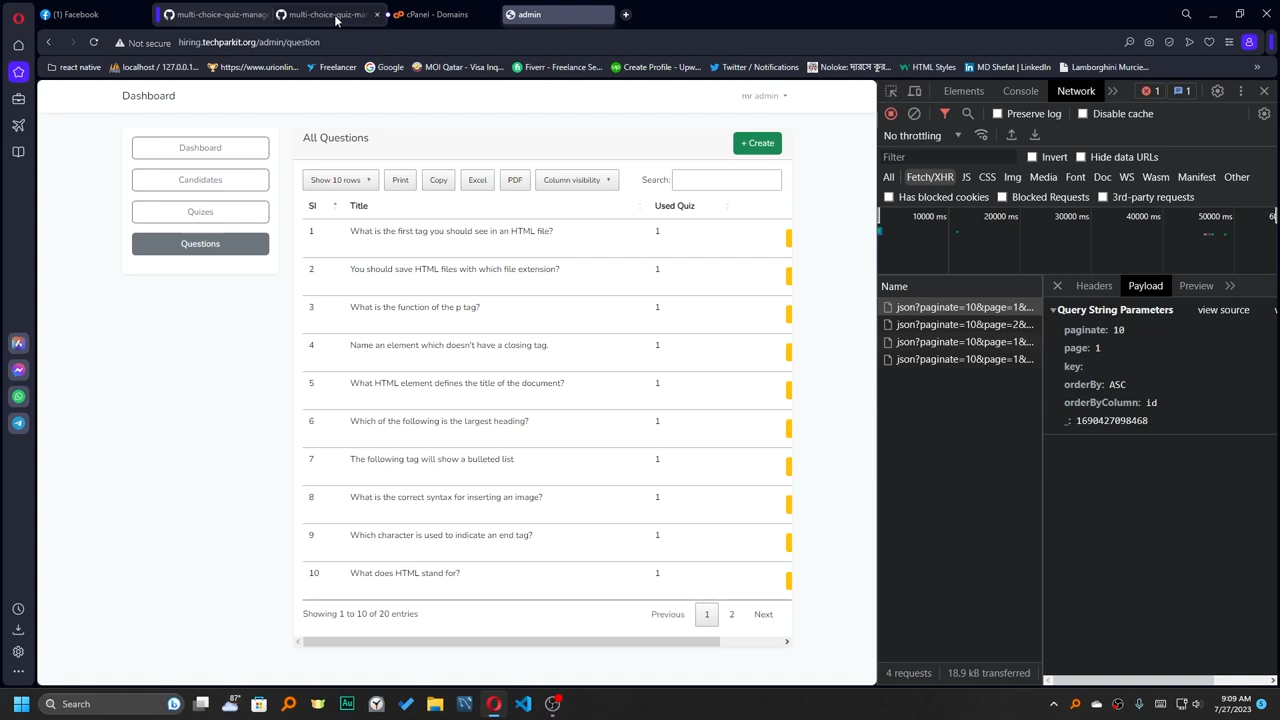 (1) Facebook
multi-choice-quiz-manag
multi-choice-quiz-ma
cPanel - Domains
admin
Not secure
hiring.techparkit.org/admin/question
react native
localhost / 127.0.0.1...
https://www.urionlin...
Freelancer
Google
MOI Qatar - Visa Inq...
Fiverr - Freelance Se...
Create Profile - Upw...
Twitter / Notifications
HTML Styles
MD Shefat | LinkedIn
Lamborghini Murcie...
Dashboard
mr admin
Dashboard
Candidates
Quizes
Questions
All Questions
+ Create
Show 10 rows
Print
Copy
Excel
PDF
Column visibility
Search:
Sl Title Used Quiz
1 What is the first tag you should see in an HTML file? 1
2 You should save HTML files with which file extension? 1
3 What is the function of the p tag? 1
4 Name an element which doesn't have a closing tag. 1
5 What HTML element defines the title of the document? 1
6 Which of the following is the largest heading? 1
7 The following tag will show a bulleted list 1
8 What is the correct syntax for inserting an image? 1
9 Which character is used to indicate an end tag? 1
10 What does HTML stand for? 1
Showing 1 to 10 of 20 entries
Previous 1 2 Next
Elements Console Network 1 1
Preserve log Disable cache
No throttling
Filter Invert Hide data URLs
All Fetch/XHR JS CSS Img Media Font Doc WS Wasm Manifest Other
Has blocked cookies Blocked Requests 3rd-party requests
10000 ms 20000 ms 30000 ms 40000 ms 50000 ms
Name
json?paginate=10&page=1&...
json?paginate=10&page=2&...
json?paginate=10&page=1&...
json?paginate=10&page=1&...
Headers Payload Preview
Query String Parameters view source
paginate: 10
page: 1
key:
orderBy: ASC
orderByColumn: id
_: 1690427098468
4 requests 18.9 kB transferred
Search
87°
9:09 AM
7/27/2023